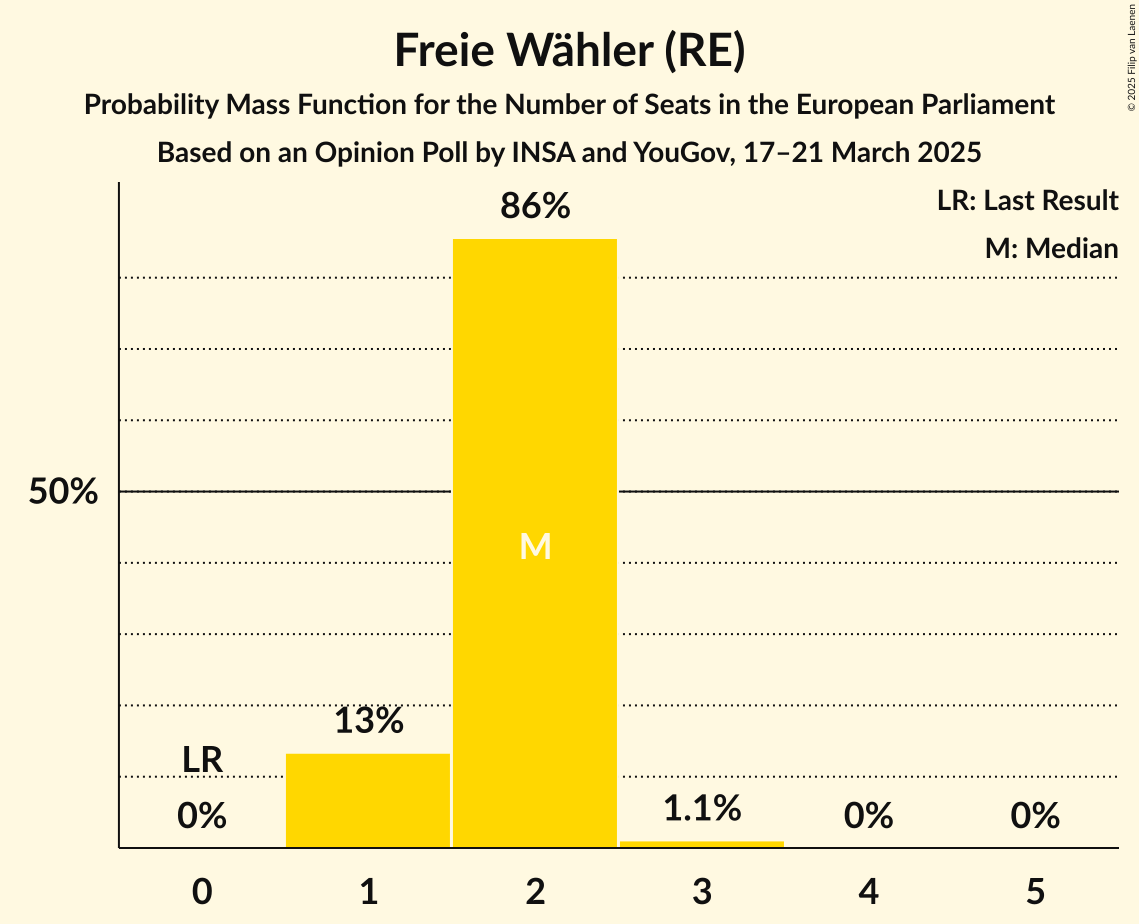 Freie Wähler (RE)
Probability Mass Function for the Number of Seats in the European Parliament
Based on an Opinion Poll by INSA and YouGov, 17–21 March 2025
© 2025 Filip van Laenen
LR: Last Result
M: Median
86%
50%
M
13%
LR
0%
1.1%
0%
0%
0 1 2 3 4 5